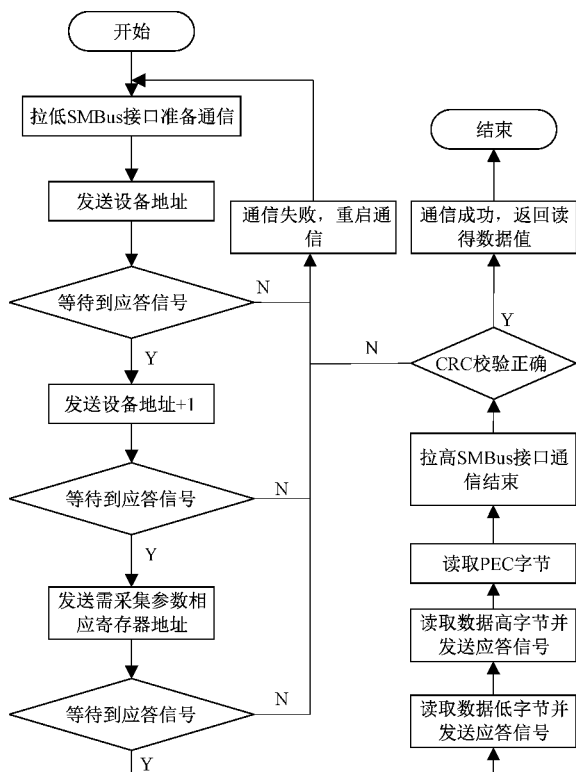 开始
拉低SMBus接口准备通信
发送设备地址
等待到应答信号
N
Y
发送设备地址+1
等待到应答信号
N
Y
发送需采集参数相
应寄存器地址
等待到应答信号
N
Y
通信失败，重启通
信
结束
通信成功，返回读
得数据值
Y
N
CRC校验正确
拉高SMBus接口通
信结束
读取PEC字节
读取数据高字节并
发送应答信号
读取数据低字节并
发送应答信号